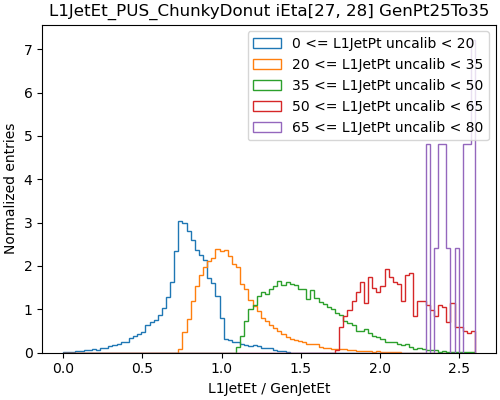 L1JetEt_PUS_ChunkyDonut iEta[27, 28] GenPt25To35
0 <= L1JetPt uncalib < 20
20 <= L1JetPt uncalib < 35
35 <= L1JetPt uncalib < 50
50 <= L1JetPt uncalib < 65
65 <= L1JetPt uncalib < 80
Normalized entries
7
6
5
4
3
2
1
0
0.0 0.5 1.0 1.5 2.0 2.5
L1JetEt / GenJetEt